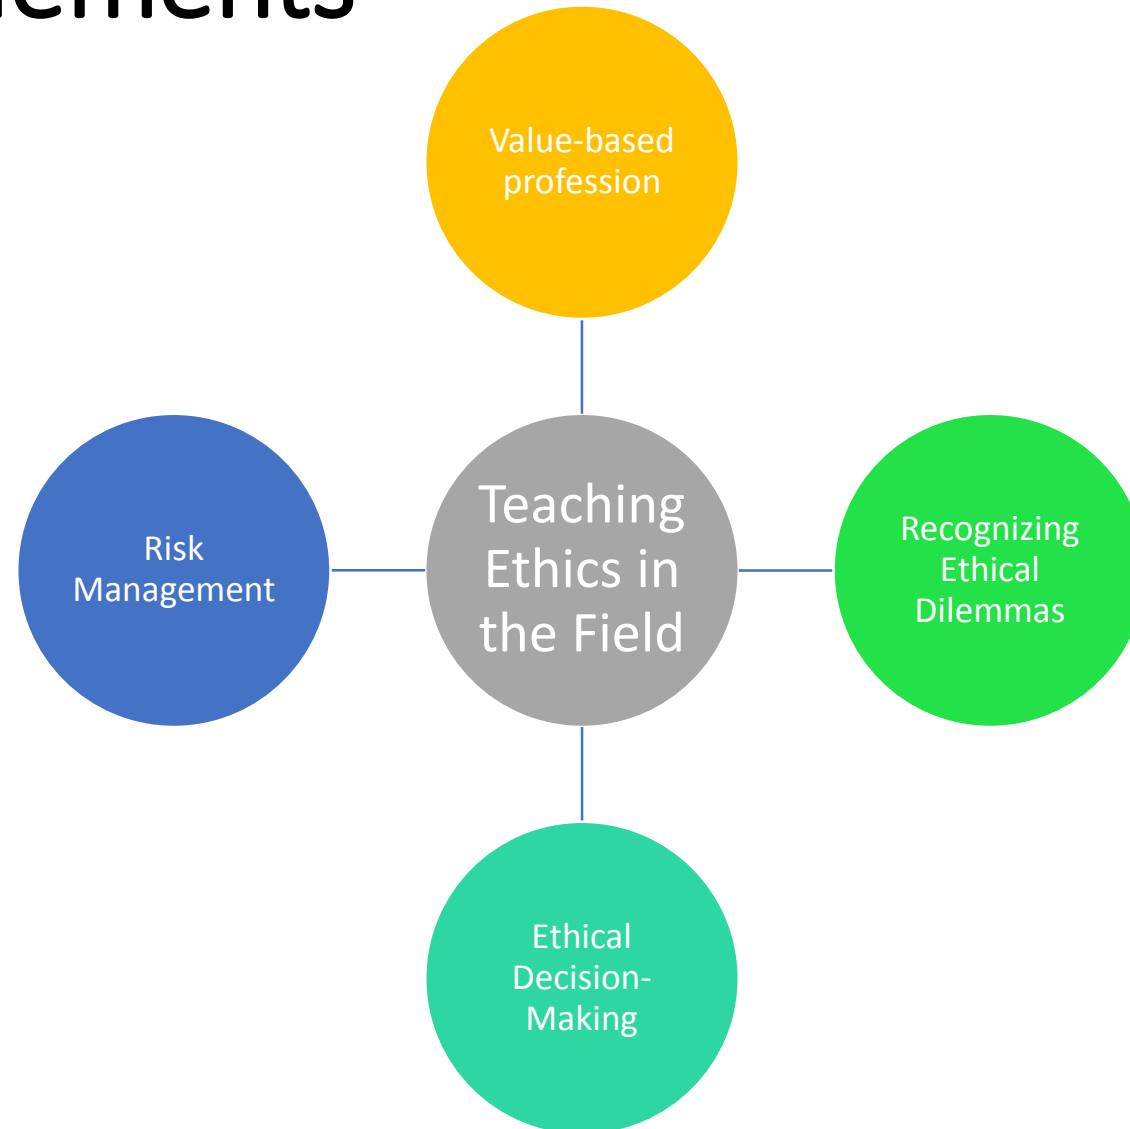 Value-based
profession
Risk
Management
Teaching
Ethics in
the Field
Recognizing
Ethical
Dilemmas
Ethical
Decision-
Making